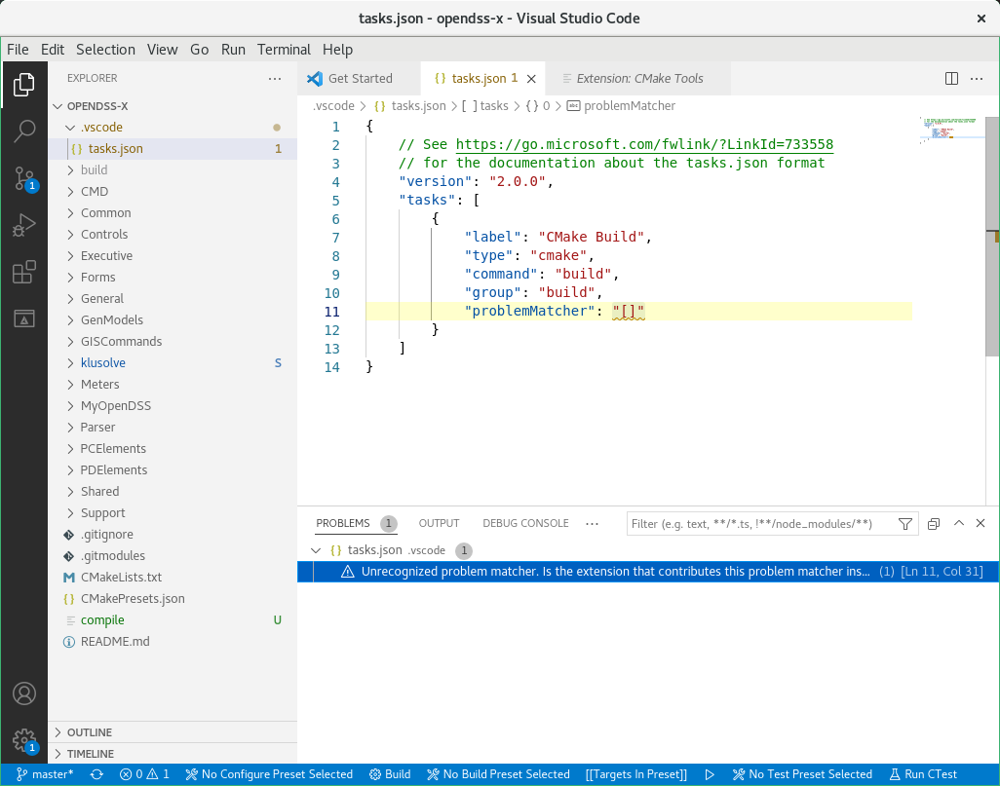 tasks.json - opendss-x - Visual Studio Code
File Edit Selection View Go Run Terminal Help
EXPLORER
OPENDSS-X
.vscode
tasks.json 1
build
CMD
Common
Controls
Executive
Forms
General
GenModels
GISCommands
klusolve S
Meters
MyOpenDSS
Parser
PCElements
PDElements
Shared
Support
.gitignore
.gitmodules
CMakeLists.txt
CMakePresets.json
compile U
README.md
OUTLINE
TIMELINE
1
1
Get Started tasks.json 1 Extension: CMake Tools
.vscode > {} tasks.json > [ ] tasks > {} 0 > abc problemMatcher
1 {
2 // See https://go.microsoft.com/fwlink/?LinkId=733558
3 // for the documentation about the tasks.json format
4 "version": "2.0.0",
5 "tasks": [
6 {
7 "label": "CMake Build",
8 "type": "cmake",
9 "command": "build",
10 "group": "build",
11 "problemMatcher": "[]"
12 }
13 ]
14 }
PROBLEMS 1 OUTPUT DEBUG CONSOLE ··· Filter (e.g. text, **/*.ts, !**/node_modules/**)
{} tasks.json .vscode 1
Unrecognized problem matcher. Is the extension that contributes this problem matcher ins... (1) [Ln 11, Col 31]
master* 0 1 No Configure Preset Selected Build No Build Preset Selected [[Targets In Preset]] No Test Preset Selected Run CTest